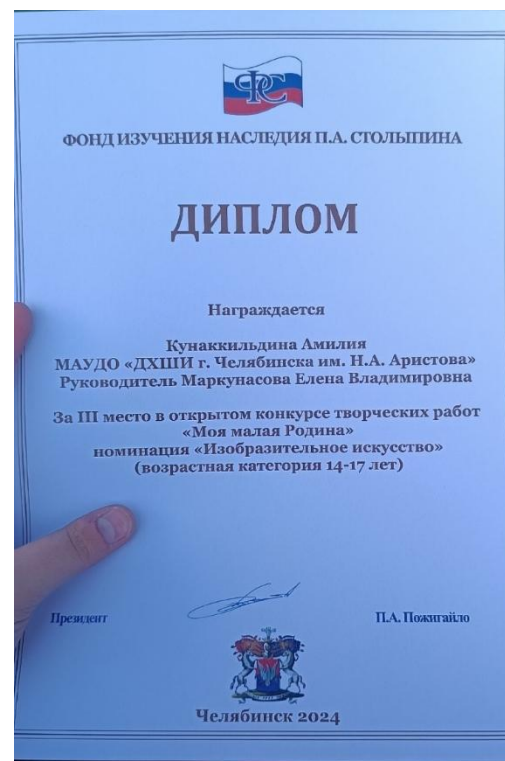 ФИС
ФОНД ИЗУЧЕНИЯ НАСЛЕДИЯ П.А. СТОЛЫПИНА
ДИПЛОМ
Награждается
Кунаккильдина Амилия
МАУДО «ДХШИ г. Челябинска им. Н.А. Аристова»
Руководитель Маркунасова Елена Владимировна
За III место в открытом конкурсе творческих работ
«Моя малая Родина»
номинация «Изобразительное искусство»
(возрастная категория 14-17 лет)
Президент П.А. Пожигайло
Челябинск 2024